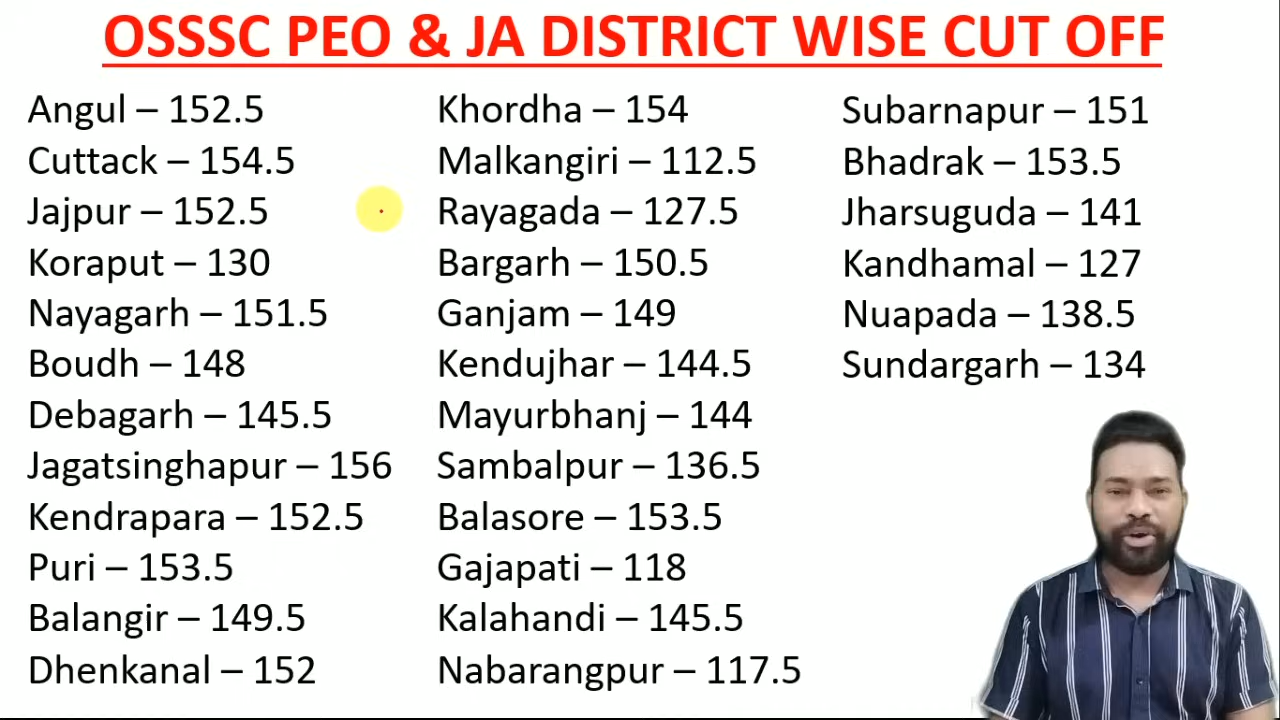 OSSSC PEO & JA DISTRICT WISE CUT OFF
Angul – 152.5
Cuttack – 154.5
Jajpur – 152.5
Koraput – 130
Nayagarh – 151.5
Boudh – 148
Debagarh – 145.5
Jagatsinghapur – 156
Kendrapara – 152.5
Puri – 153.5
Balangir – 149.5
Dhenkanal – 152
Khordha – 154
Malkangiri – 112.5
Rayagada – 127.5
Bargarh – 150.5
Ganjam – 149
Kendujhar – 144.5
Mayurbhanj – 144
Sambalpur – 136.5
Balasore – 153.5
Gajapati – 118
Kalahandi – 145.5
Nabarangpur – 117.5
Subarnapur – 151
Bhadrak – 153.5
Jharsuguda – 141
Kandhamal – 127
Nuapada – 138.5
Sundargarh – 134